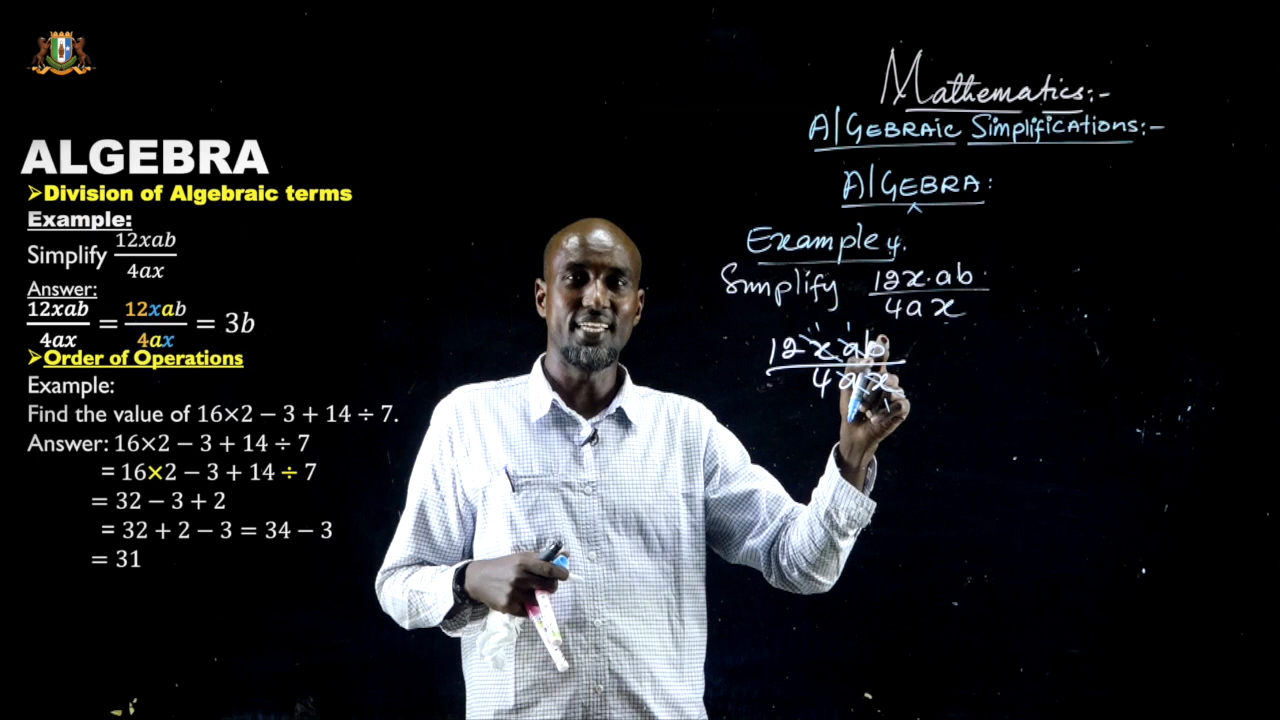 ALGEBRA
➢Division of Algebraic terms
Example:
Simplify 12xab/4ax
Answer:
12xab/4ax = 12xab/4ax = 3b
➢Order of Operations
Example:
Find the value of 16×2 − 3 + 14 ÷ 7.
Answer: 16×2 − 3 + 14 ÷ 7
= 16×2 − 3 + 14 ÷ 7
= 32 − 3 + 2
= 32 + 2 − 3 = 34 − 3
= 31
Mathematics:-
AlGEBRAic Simplifications:-
AlGEBRA:
Example 4.
Simplify 12x·ab/4ax
12xab/4ax